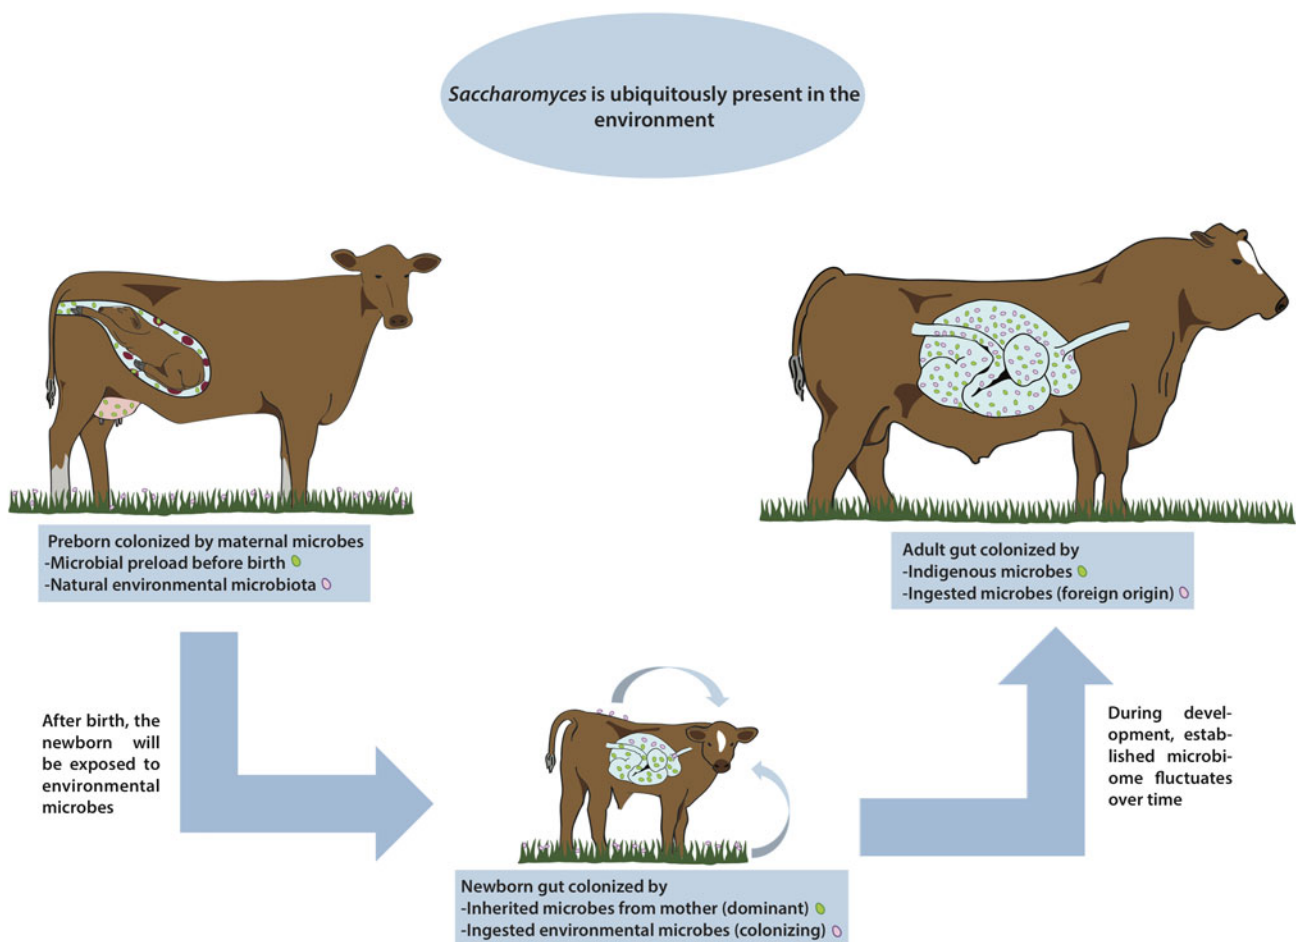 Saccharomyces is ubiquitously present in the
environment
Preborn colonized by maternal microbes
-Microbial preload before birth
-Natural environmental microbiota
Adult gut colonized by
-Indigenous microbes
-Ingested microbes (foreign origin)
After birth, the
newborn will
be exposed to
environmental
microbes
During devel-
opment, estab-
lished microbi-
ome fluctuates
over time
Newborn gut colonized by
-Inherited microbes from mother (dominant)
-Ingested environmental microbes (colonizing)